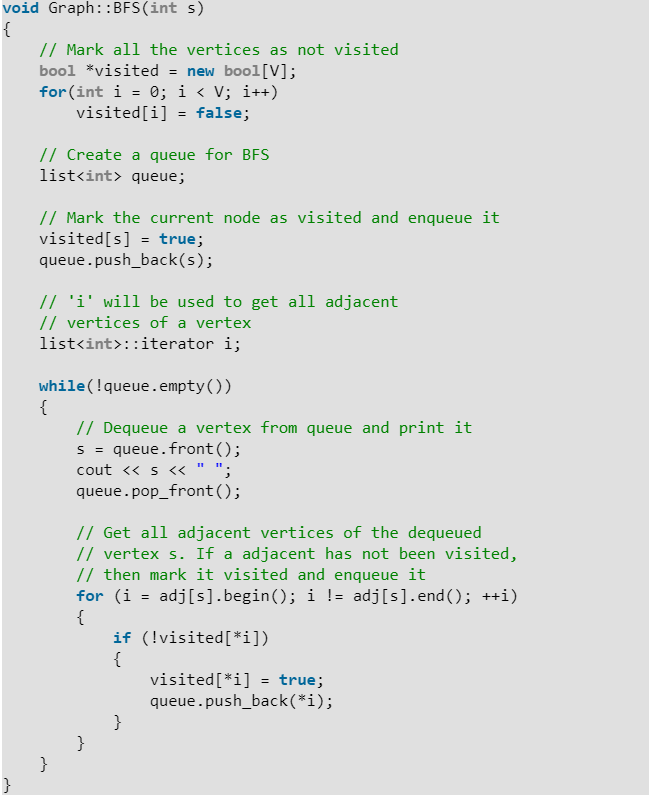 void Graph::BFS(int s)
{
    // Mark all the vertices as not visited
    bool *visited = new bool[V];
    for(int i = 0; i < V; i++)
        visited[i] = false;

    // Create a queue for BFS
    list<int> queue;

    // Mark the current node as visited and enqueue it
    visited[s] = true;
    queue.push_back(s);

    // 'i' will be used to get all adjacent
    // vertices of a vertex
    list<int>::iterator i;

    while(!queue.empty())
    {
        // Dequeue a vertex from queue and print it
        s = queue.front();
        cout << s << " ";
        queue.pop_front();

        // Get all adjacent vertices of the dequeued
        // vertex s. If a adjacent has not been visited,
        // then mark it visited and enqueue it
        for (i = adj[s].begin(); i != adj[s].end(); ++i)
        {
            if (!visited[*i])
            {
                visited[*i] = true;
                queue.push_back(*i);
            }
        }
    }
}